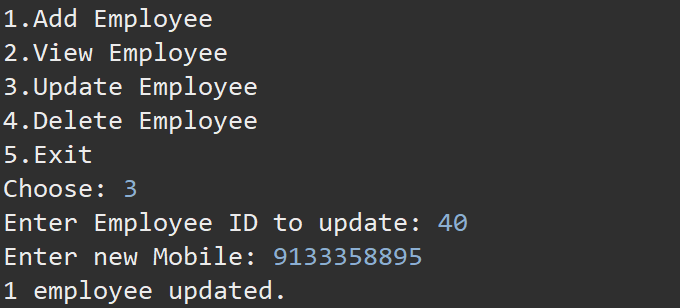 1.Add Employee
2.View Employee
3.Update Employee
4.Delete Employee
5.Exit
Choose: 3
Enter Employee ID to update: 40
Enter new Mobile: 9133358895
1 employee updated.